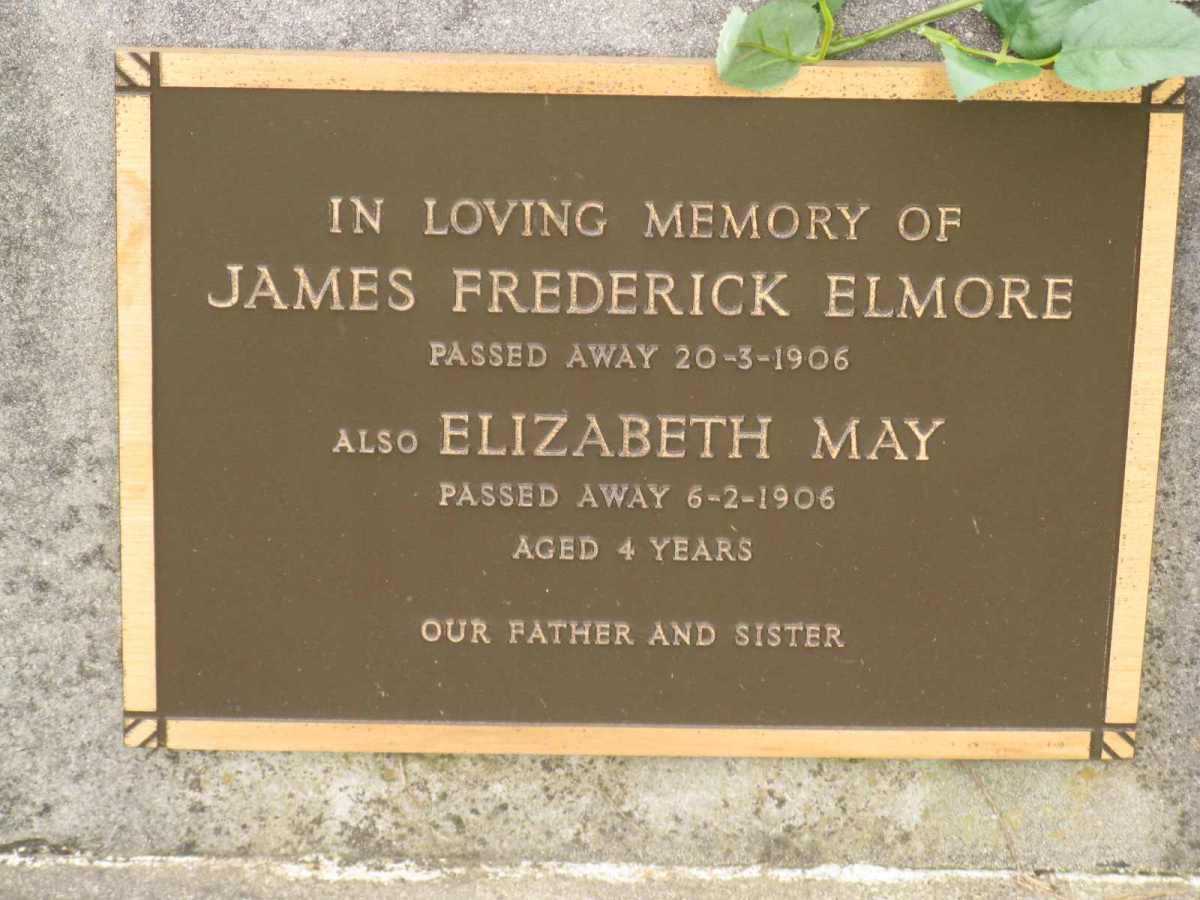 IN LOVING MEMORY OF
JAMES FREDERICK ELMORE
PASSED AWAY 20-3-1906
ALSO ELIZABETH MAY
PASSED AWAY 6-2-1906
AGED 4 YEARS
OUR FATHER AND SISTER